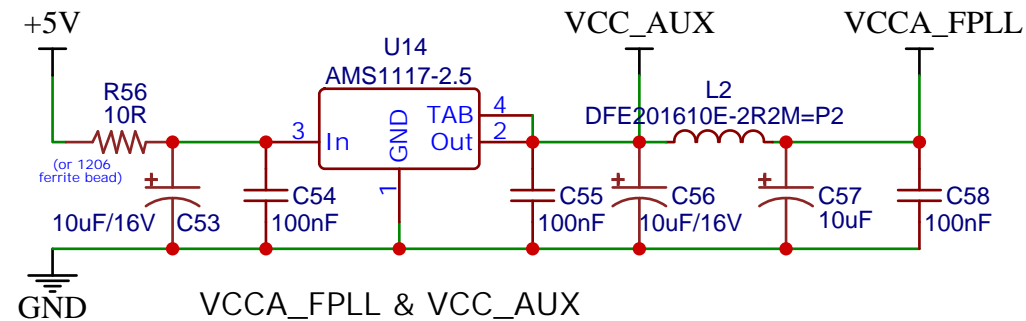 +5V
VCC_AUX
VCCA_FPLL
U14
AMS1117-2.5
R56
10R
L2
DFE201610E-2R2M=P2
3
In
GND
TAB
4
Out
2
1
(or 1206
ferrite bead)
+
C54
100nF
10uF/16V
C53
C55
100nF
+
C56
10uF/16V
+
C57
10uF
C58
100nF
GND
VCCA_FPLL & VCC_AUX